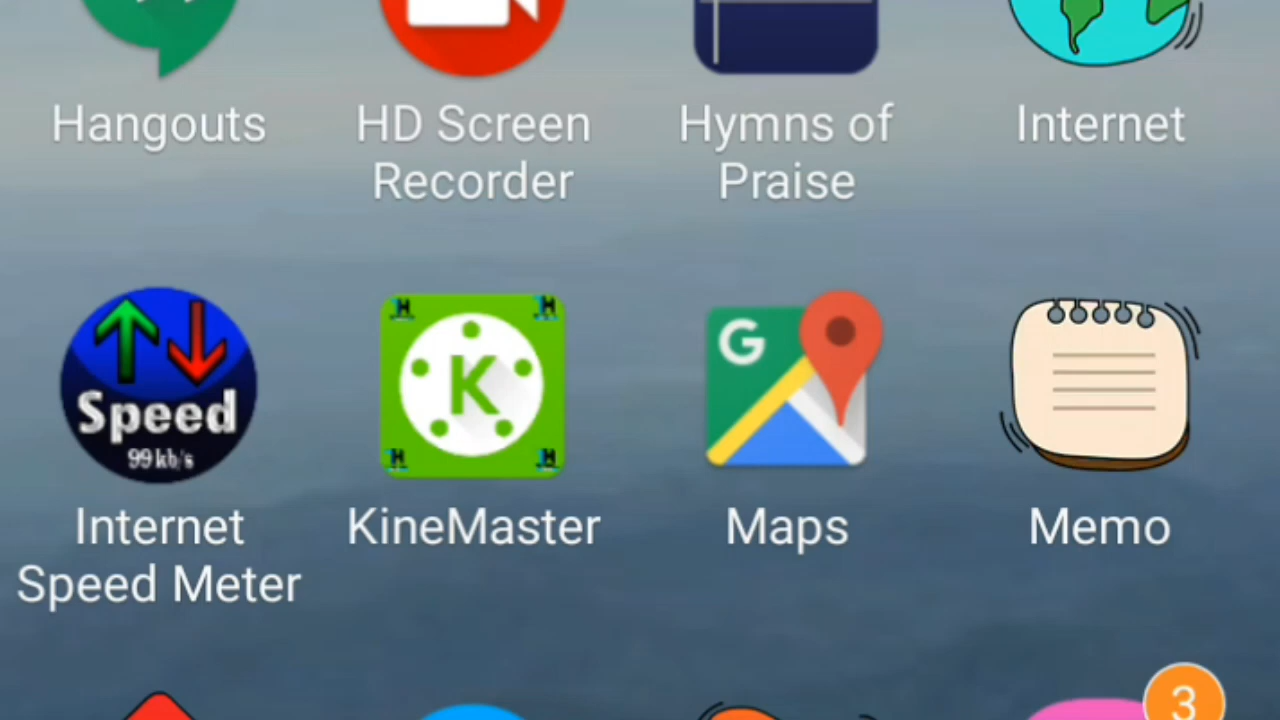 Hangouts
HD Screen
Recorder
Hymns of
Praise
Internet
Speed
99 kb/s
K
G
Internet
Speed Meter
KineMaster
Maps
Memo
3